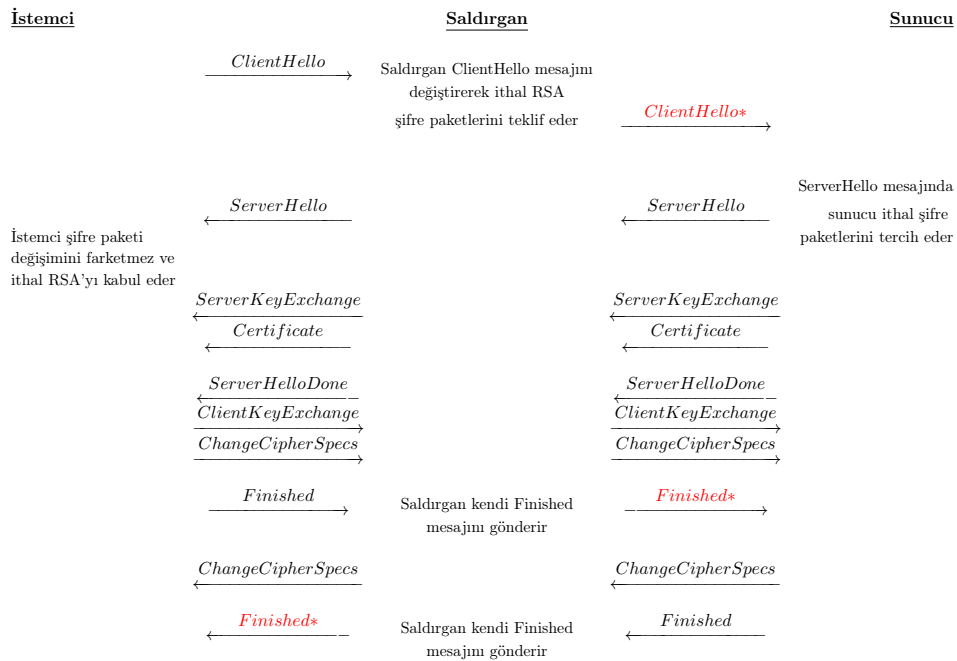 İstemci
Saldırgan
Sunucu
ClientHello
Saldırgan ClientHello mesajını
değiştirerek ithal RSA
şifre paketlerini teklif eder
ClientHello*
ServerHello mesajında
sunucu ithal şifre
paketlerini tercih eder
ServerHello
ServerHello
İstemci şifre paketi
değişimini farketmez ve
ithal RSA'yı kabul eder
ServerKeyExchange
ServerKeyExchange
Certificate
Certificate
ServerHelloDone
ServerHelloDone
ClientKeyExchange
ClientKeyExchange
ChangeCipherSpecs
ChangeCipherSpecs
Finished
Saldırgan kendi Finished
mesajını gönderir
Finished*
ChangeCipherSpecs
ChangeCipherSpecs
Finished*
Saldırgan kendi Finished
mesajını gönderir
Finished